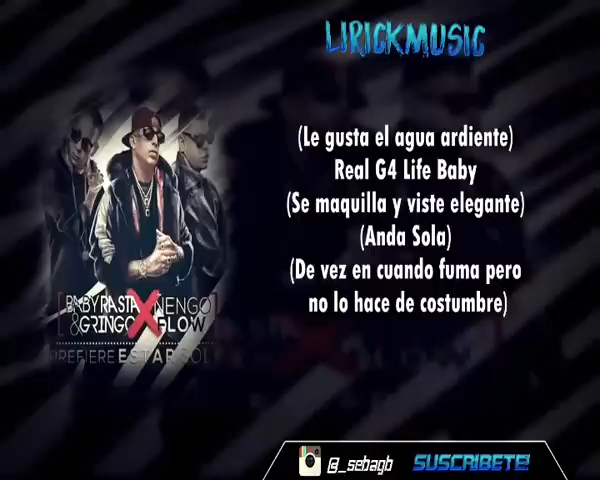 LIRICKMUSIC
(Le gusta el agua ardiente)
Real G4 Life Baby
(Se maquilla y viste elegante)
(Anda Sola)
(De vez en cuando fuma pero
no lo hace de costumbre)
[BABY RASTA X ÑENGO]
&GRINGO FLOW
PREFIERE ESTAR SOLA
@_sebagb
SUSCRIBETE!